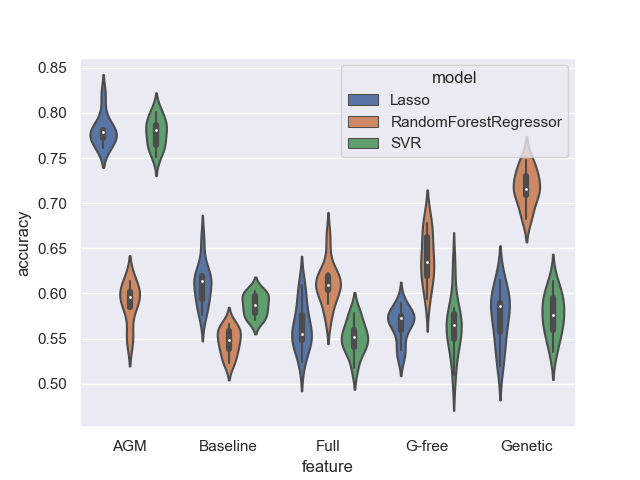 0.85
0.80
0.75
0.70
0.65
0.60
0.55
0.50
accuracy
model
Lasso
RandomForestRegressor
SVR
AGM Baseline Full G-free Genetic
feature